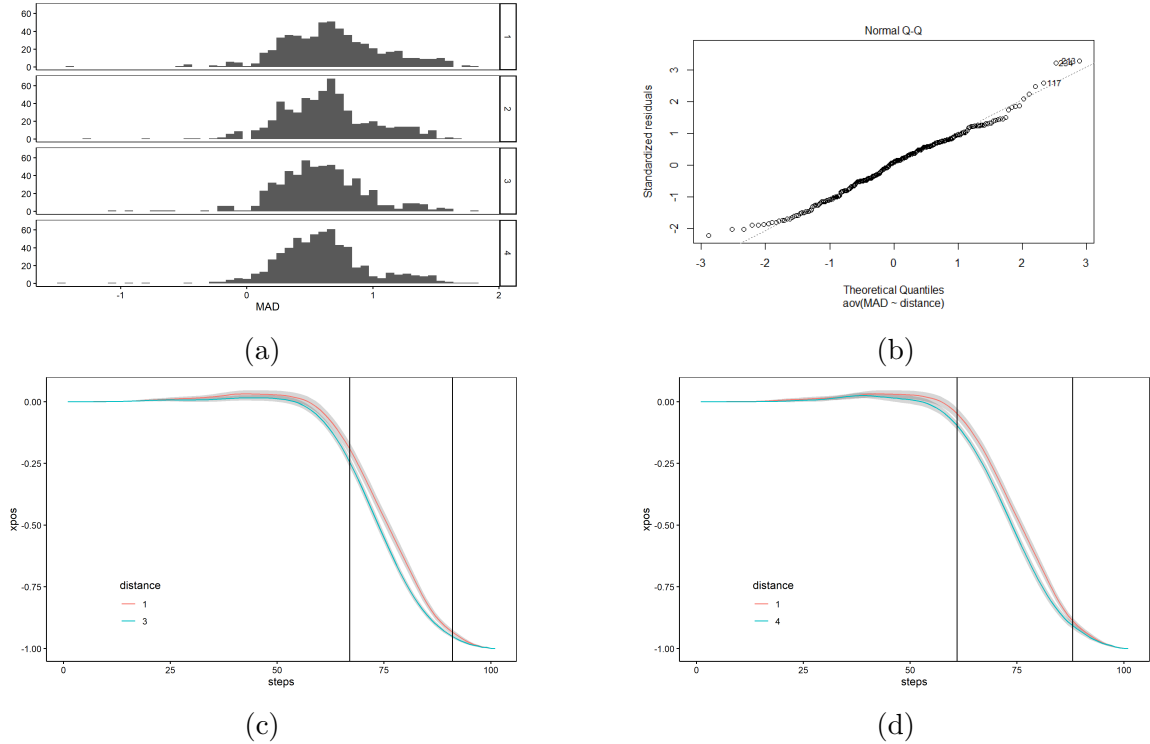 60
40
20
0
1
60
40
20
0
2
60
40
20
0
3
60
40
20
0
4
-1 0 1 2
MAD
(a)
Normal Q-Q
Standardized residuals
3
2
1
0
-1
-2
117
-3 -2 -1 0 1 2 3
Theoretical Quantiles
aov(MAD ~ distance)
(b)
xpos
0.00
-0.25
-0.50
-0.75
-1.00
distance
1
3
0 25 50 75 100
steps
(c)
xpos
0.00
-0.25
-0.50
-0.75
-1.00
distance
1
4
0 25 50 75 100
steps
(d)